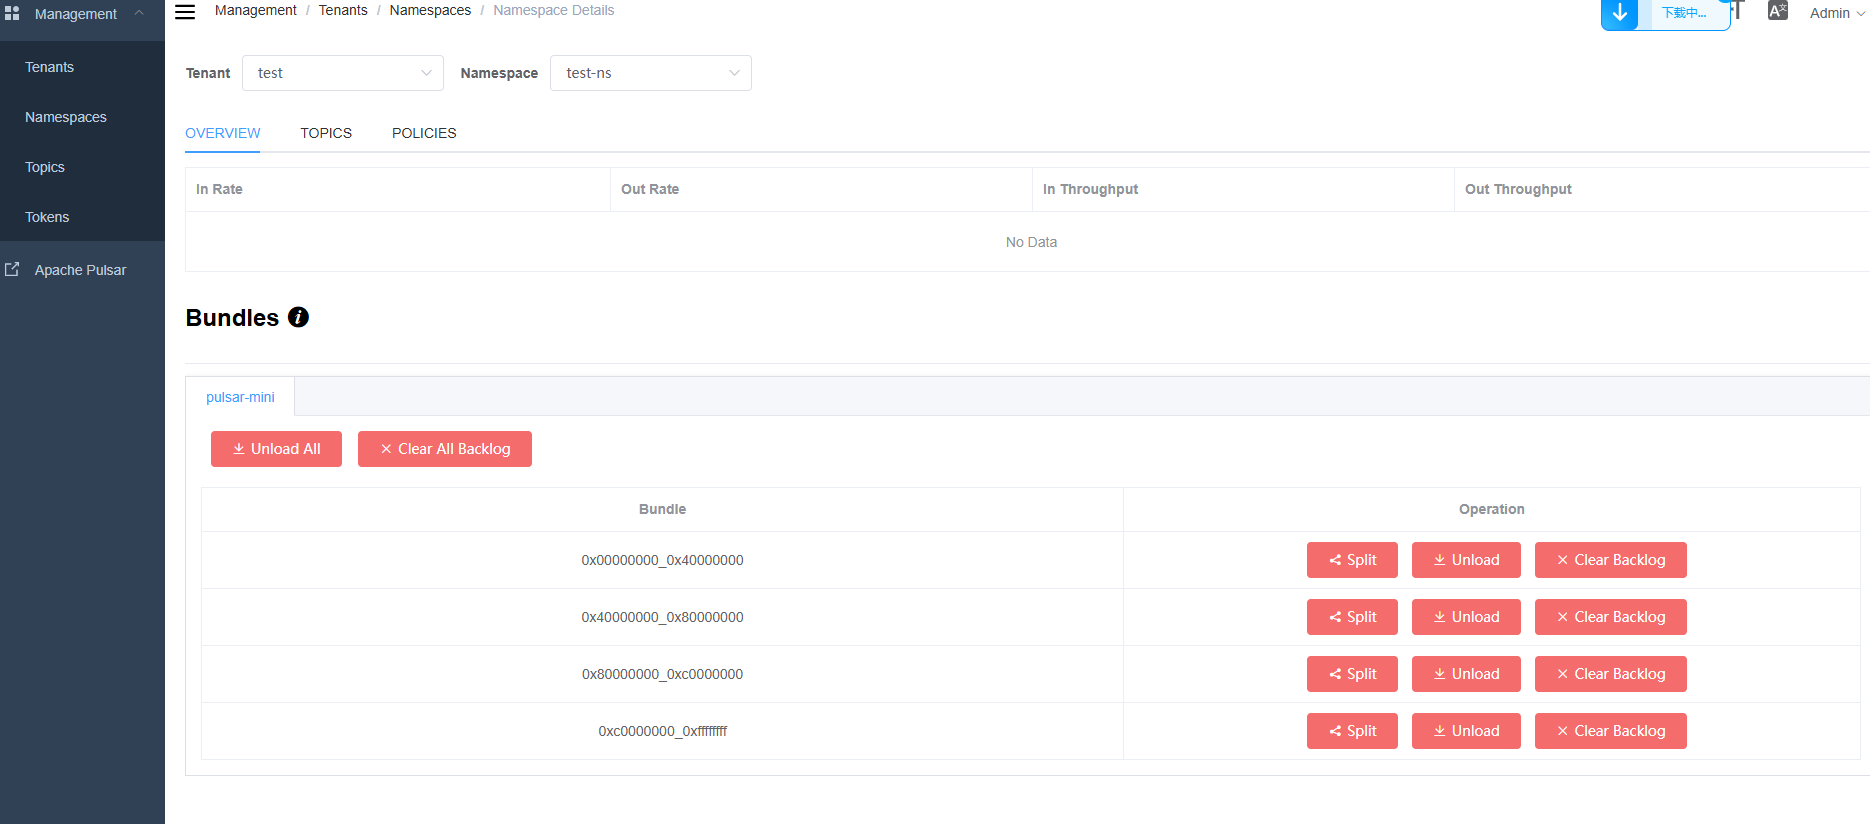 Management
Management / Tenants / Namespaces / Namespace Details
下载中...
Admin
Tenants
Namespaces
Topics
Tokens
Apache Pulsar
Tenant test Namespace test-ns
OVERVIEW TOPICS POLICIES
In Rate Out Rate In Throughput Out Throughput
No Data
Bundles
pulsar-mini
Unload All Clear All Backlog
Bundle Operation
0x00000000_0x40000000 Split Unload Clear Backlog
0x40000000_0x80000000 Split Unload Clear Backlog
0x80000000_0xc0000000 Split Unload Clear Backlog
0xc0000000_0xffffffff Split Unload Clear Backlog